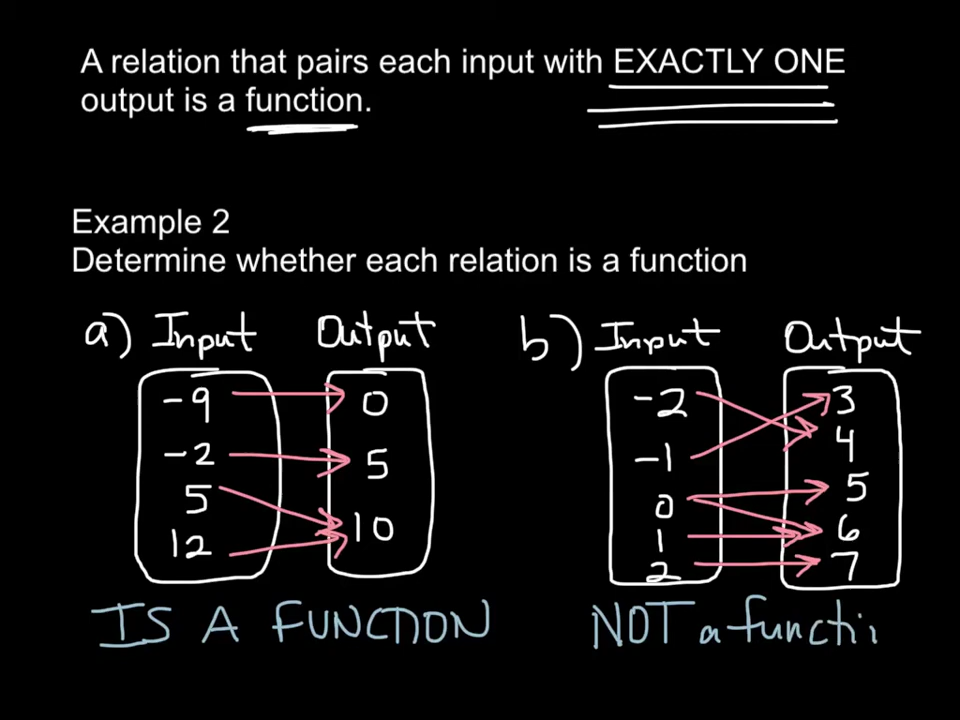 A relation that pairs each input with EXACTLY ONE
output is a function.
Example 2
Determine whether each relation is a function
a) Input Output
-9 0
-2 5
5 10
12
IS A FUNCTION
b) Input Output
-2 3
-1 4
0 5
1 6
2 7
NOT a functi